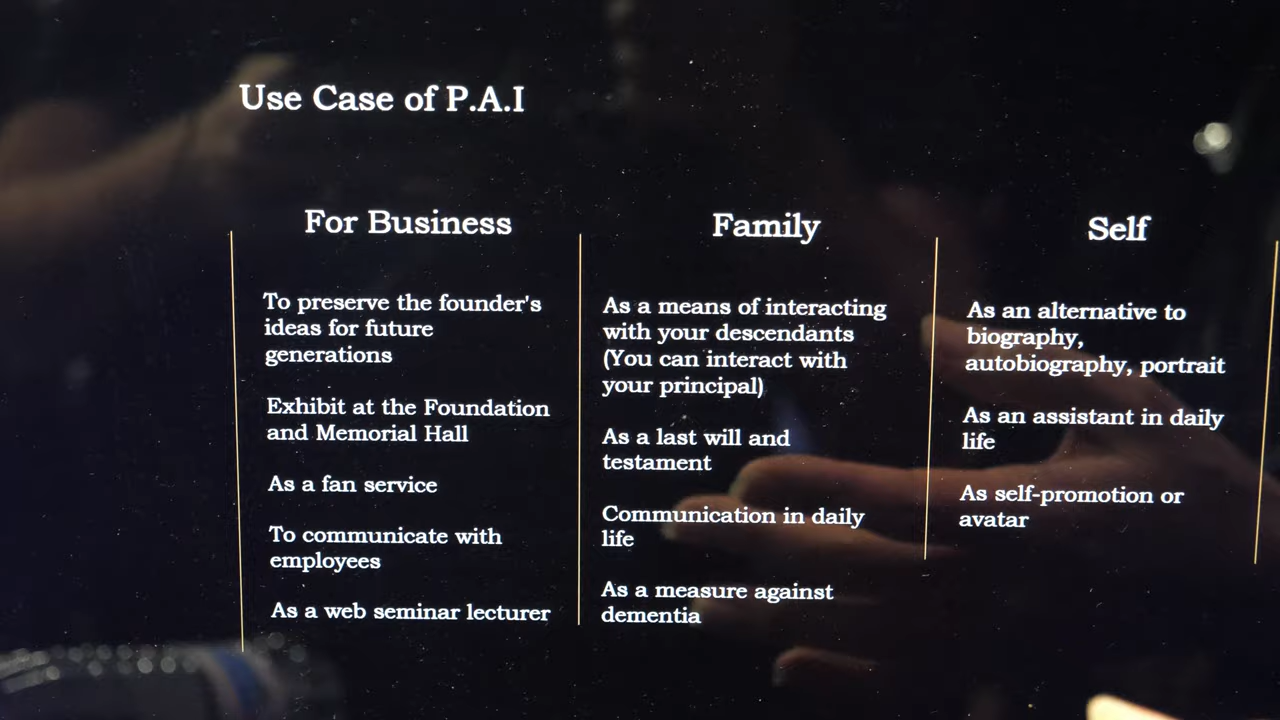 Use Case of P.A.I
For Business
To preserve the founder's
ideas for future
generations
Exhibit at the Foundation
and Memorial Hall
As a fan service
To communicate with
employees
As a web seminar lecturer
Family
As a means of interacting
with your descendants
(You can interact with
your principal)
As a last will and
testament
Communication in daily
life
As a measure against
dementia
Self
As an alternative to
biography,
autobiography, portrait
As an assistant in daily
life
As self-promotion or
avatar